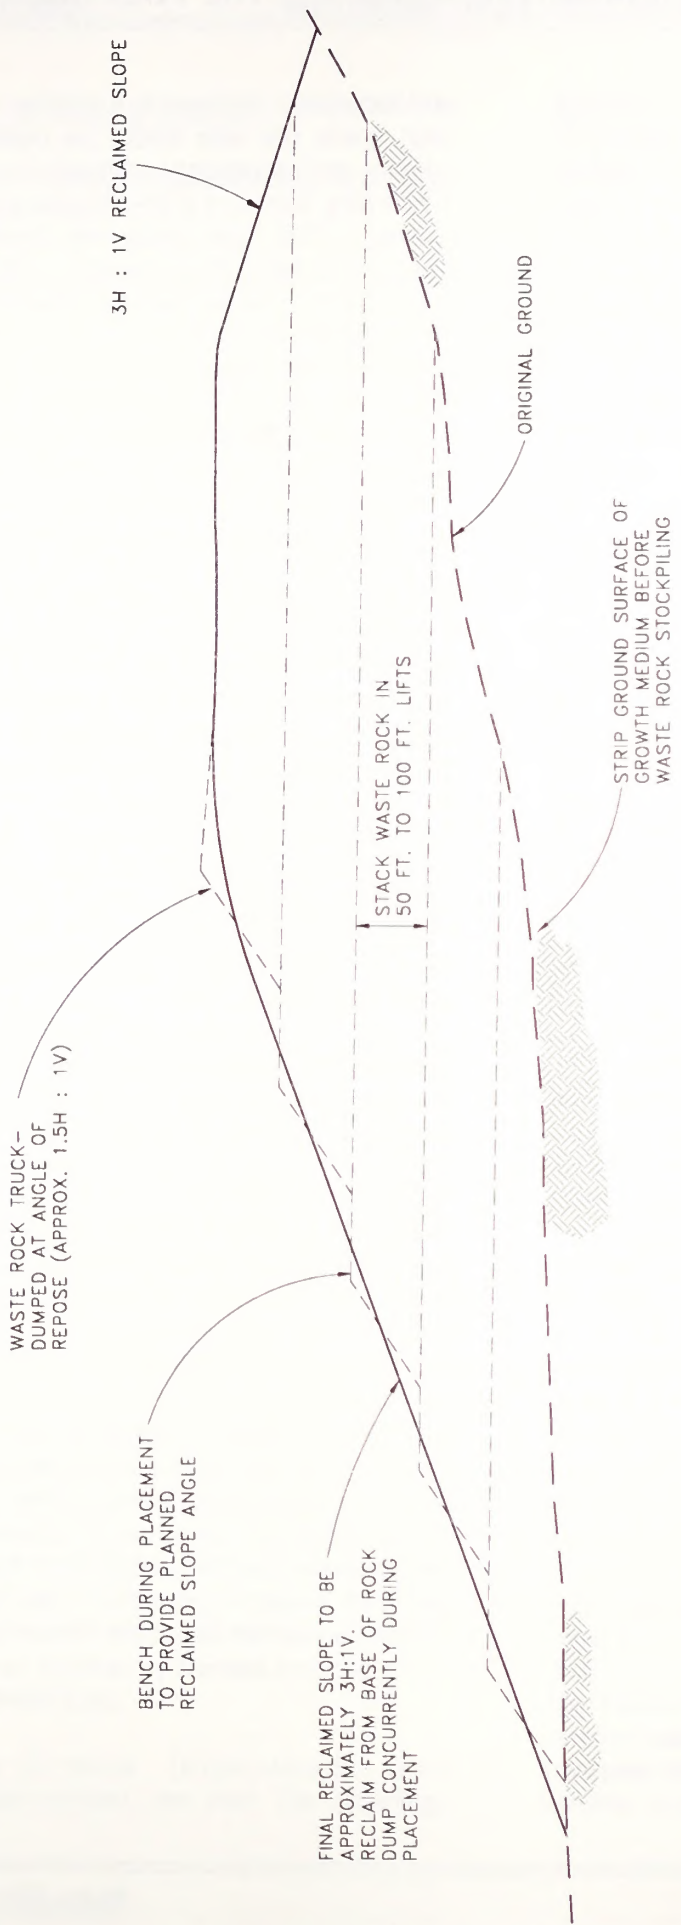 WASTE ROCK TRUCK-
DUMPED AT ANGLE OF
REPOSE (APPROX. 1.5H : 1V)
BENCH DURING PLACEMENT
TO PROVIDE PLANNED
RECLAIMED SLOPE ANGLE
FINAL RECLAIMED SLOPE TO BE
APPROXIMATELY 3H:1V.
RECLAIM FROM BASE OF ROCK
DUMP CONCURRENTLY DURING
PLACEMENT
3H : 1V RECLAIMED SLOPE
STACK WASTE ROCK IN
50 FT. TO 100 FT. LIFTS
ORIGINAL GROUND
STRIP GROUND SURFACE OF
GROWTH MEDIUM BEFORE
WASTE ROCK STOCKPILING